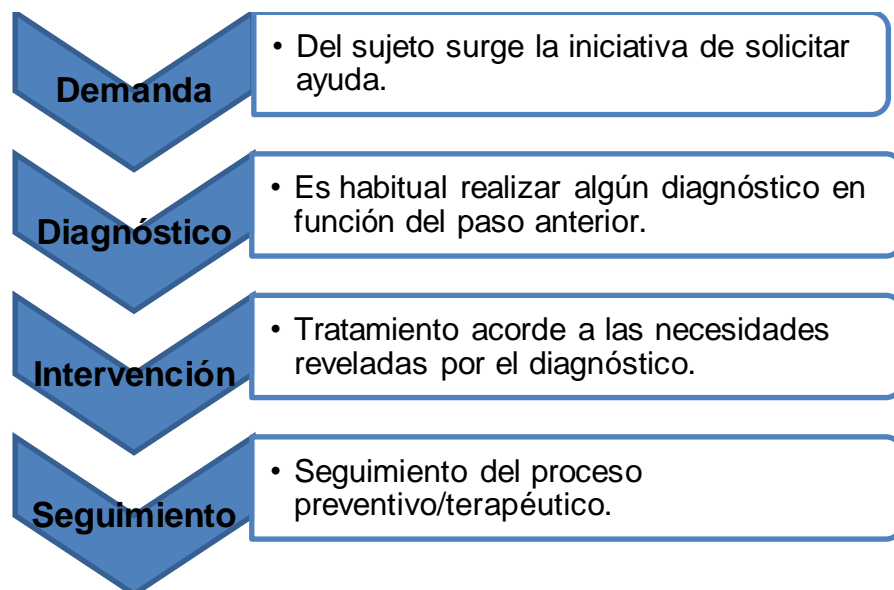 Demanda
• Del sujeto surge la iniciativa de solicitar
ayuda.
Diagnóstico
• Es habitual realizar algún diagnóstico en
función del paso anterior.
Intervención
• Tratamiento acorde a las necesidades
reveladas por el diagnóstico.
Seguimiento
• Seguimiento del proceso
preventivo/terapéutico.